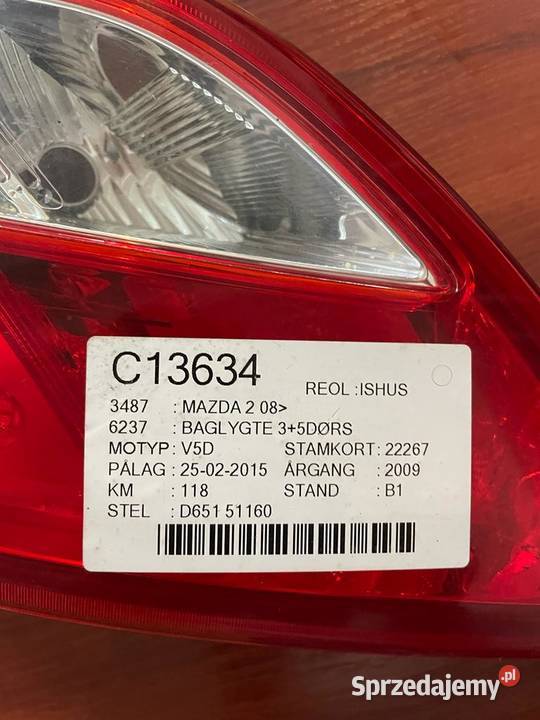 C13634
REOL :ISHUS
3487 : MAZDA 2 08>
6237 : BAGLYGTE 3+5DØRS
MOTYP : V5D STAMKORT : 22267
PÅLAG : 25-02-2015 ÅRGANG : 2009
KM : 118 STAND : B1
STEL : D651 51160
Sprzedajemy.pl